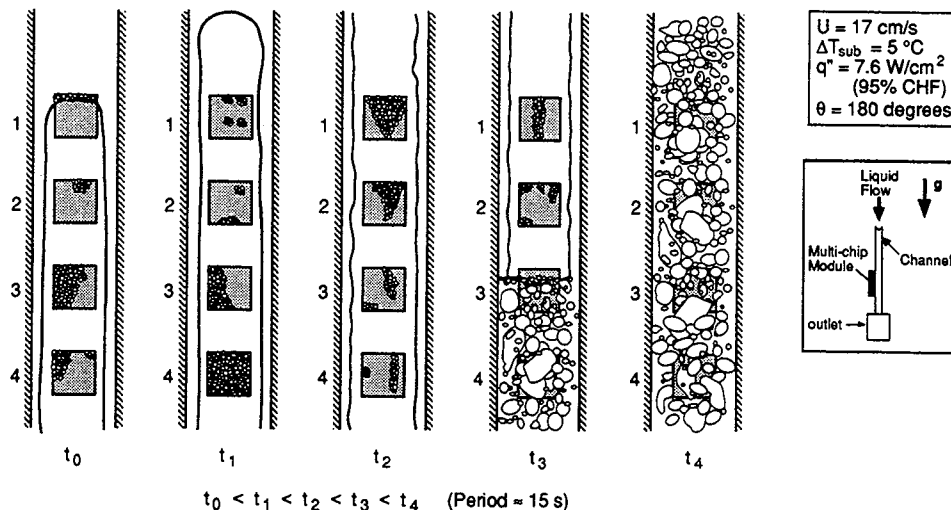 1
2
3
4
t0
1
2
3
4
t1
1
2
3
4
t2
1
2
3
4
t3
1
2
3
4
t4
t0 < t1 < t2 < t3 < t4 (Period ≈ 15 s)
U = 17 cm/s
ΔTsub = 5 °C
q" = 7.6 W/cm2
(95% CHF)
θ = 180 degrees
Liquid
Flow
g
Multi-chip
Module
Channel
outlet